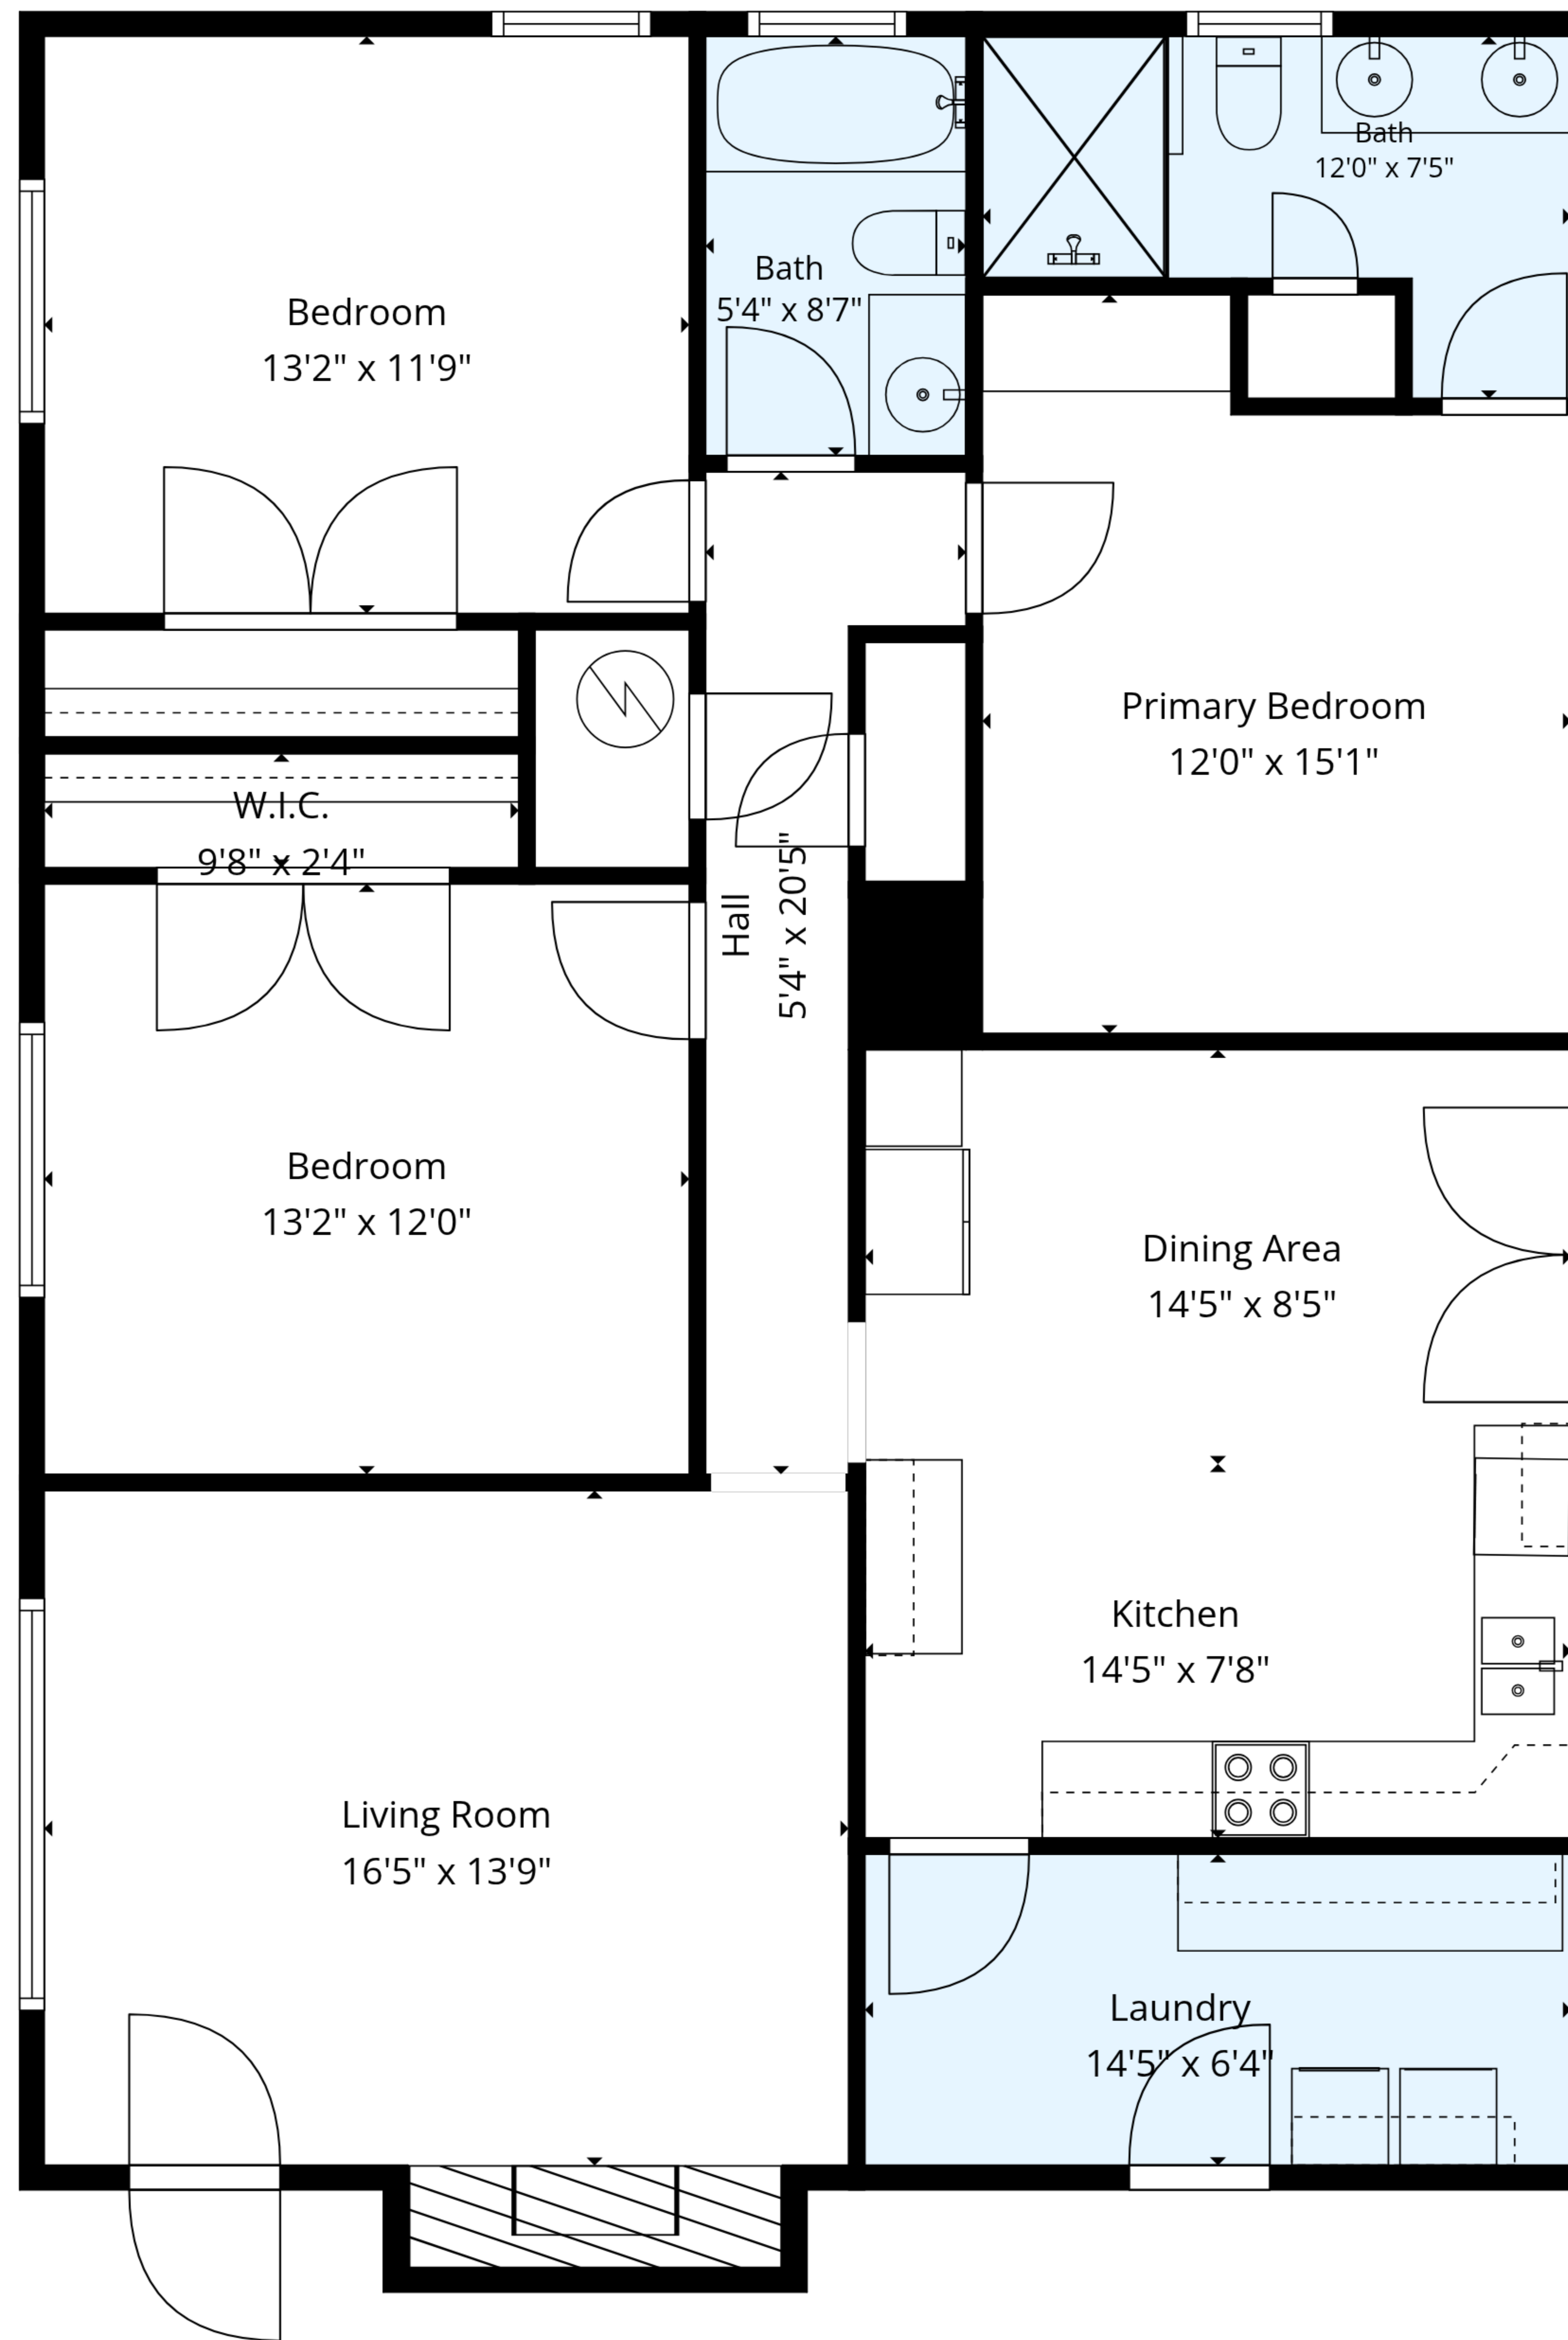 Bath
12'0" x 7'5"
Bath
5'4" x 8'7"
Bedroom
13'2" x 11'9"
Primary Bedroom
12'0" x 15'1"
W.I.C.
9'8" x 2'4"
Hall
5'4" x 20'5"
Bedroom
13'2" x 12'0"
Dining Area
14'5" x 8'5"
Kitchen
14'5" x 7'8"
Living Room
16'5" x 13'9"
Laundry
14'5" x 6'4"